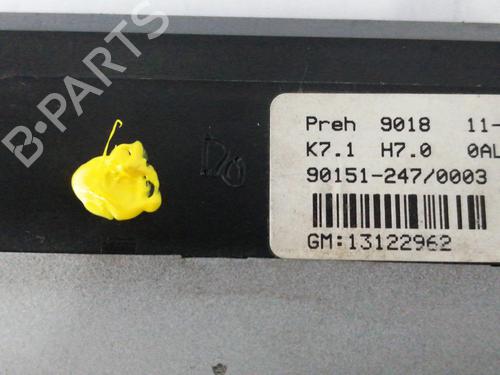 B-PARTS
Preh 9018 11-
K7.1 H7.0 0AL
90151-247/0003
GM:13122962